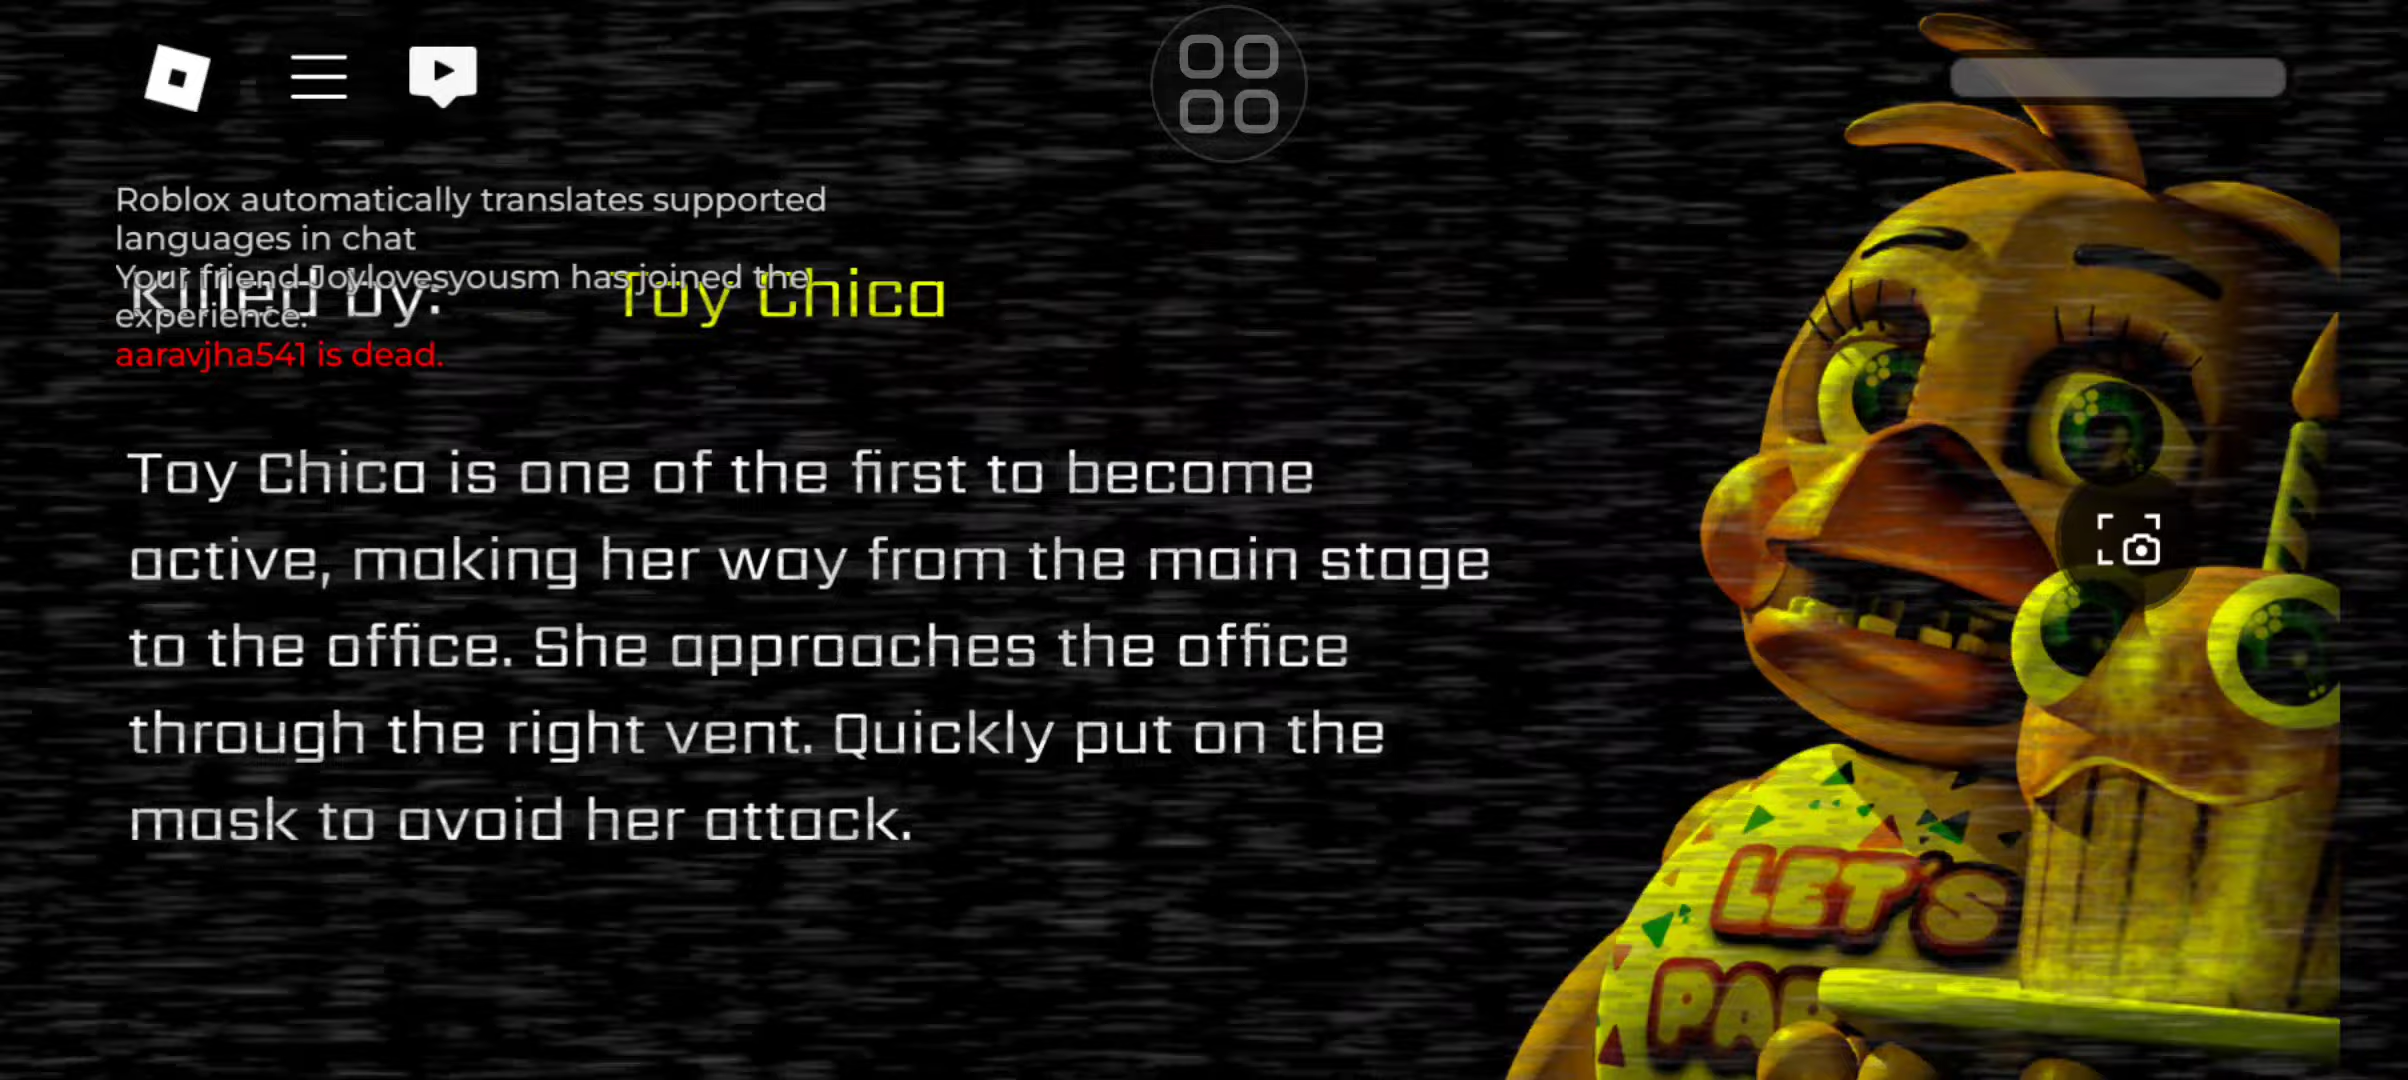 Roblox automatically translates supported
languages in chat
Your friend Joylovesyousm has joined the
experience.
Killed by: Toy Chica
aaravjha541 is dead.
Toy Chica is one of the first to become
active, making her way from the main stage
to the office. She approaches the office
through the right vent. Quickly put on the
mask to avoid her attack.
LET'S
PAR